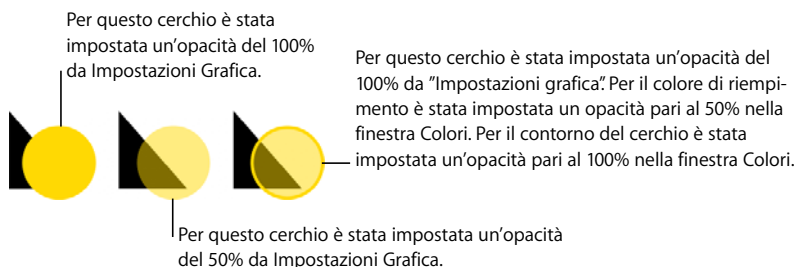 Per questo cerchio è stata
impostata un'opacità del 100%
da Impostazioni Grafica.
Per questo cerchio è stata impostata un'opacità del
100% da "Impostazioni grafica". Per il colore di riempi-
mento è stata impostata un opacità pari al 50% nella
finestra Colori. Per il contorno del cerchio è stata
impostata un'opacità pari al 100% nella finestra Colori.
Per questo cerchio è stata impostata un'opacità
del 50% da Impostazioni Grafica.